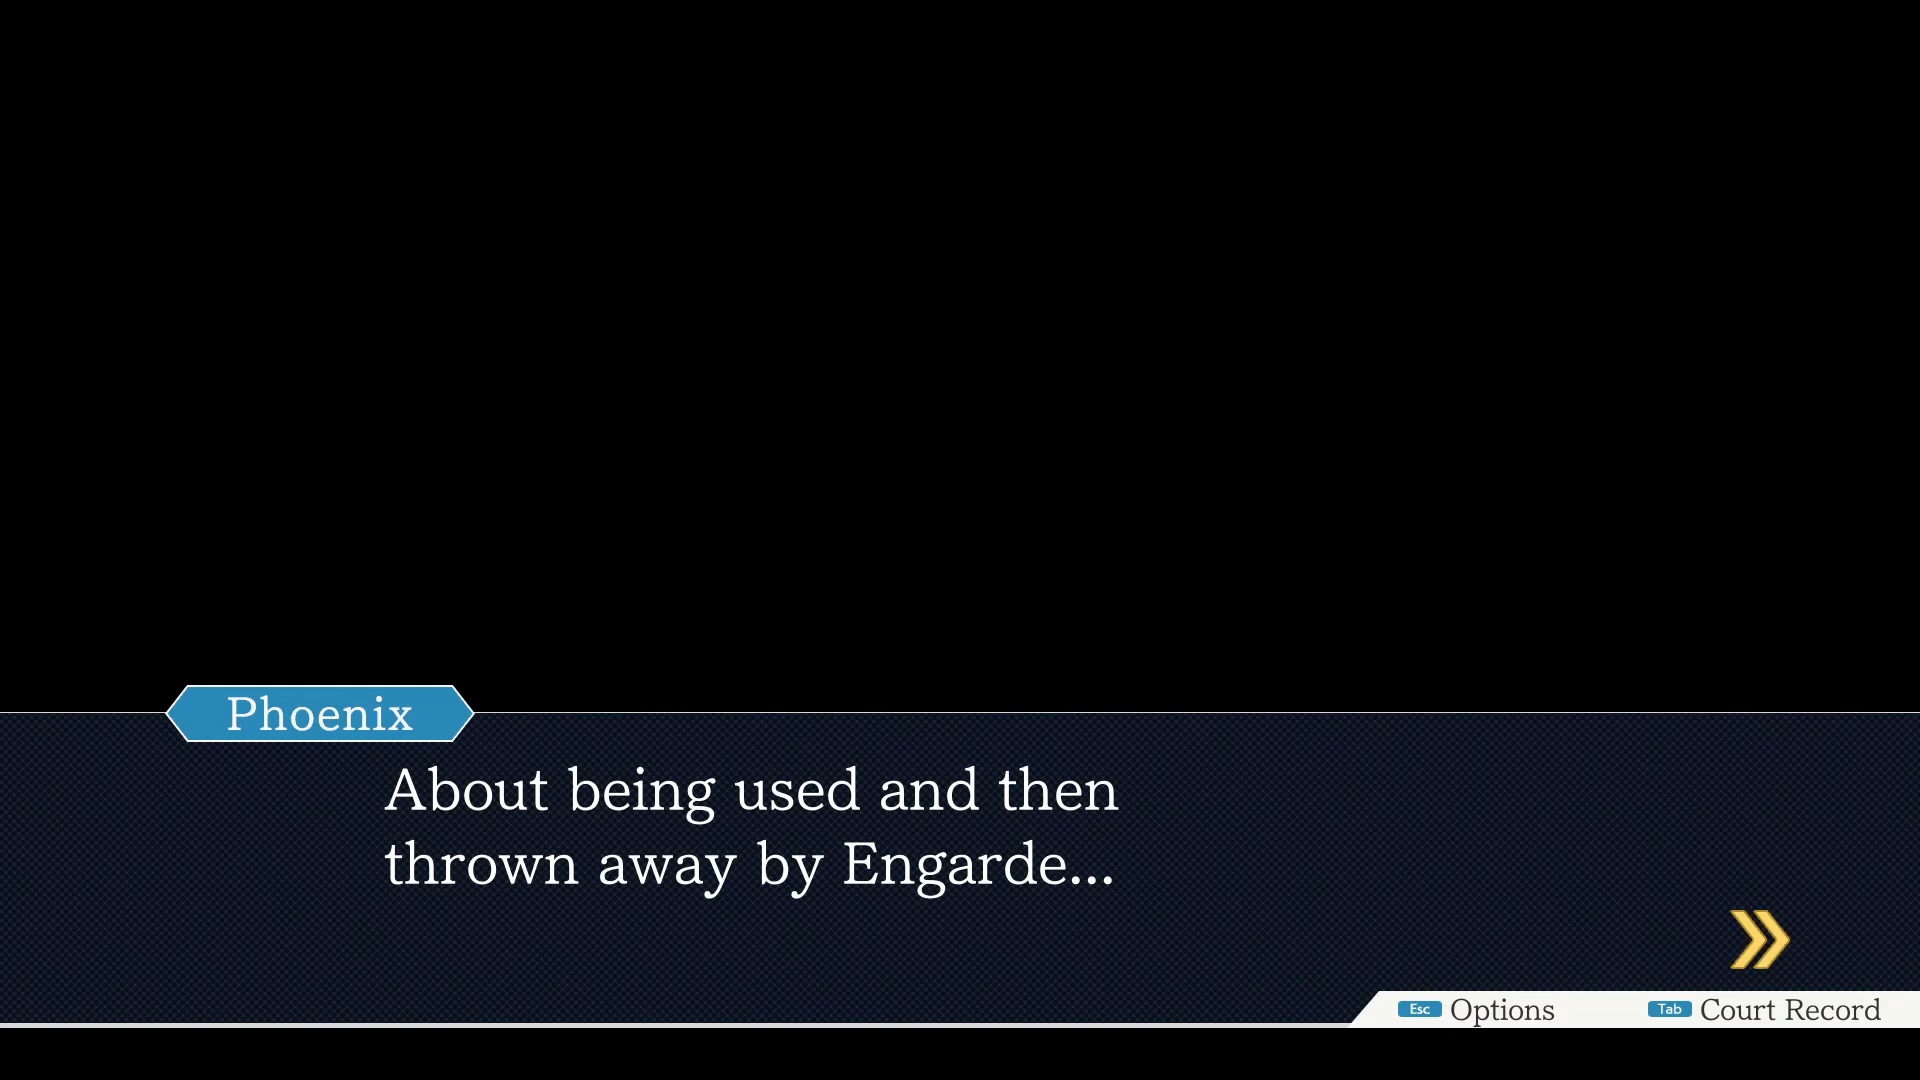 Phoenix
About being used and then
thrown away by Engarde...
Esc Options Tab Court Record